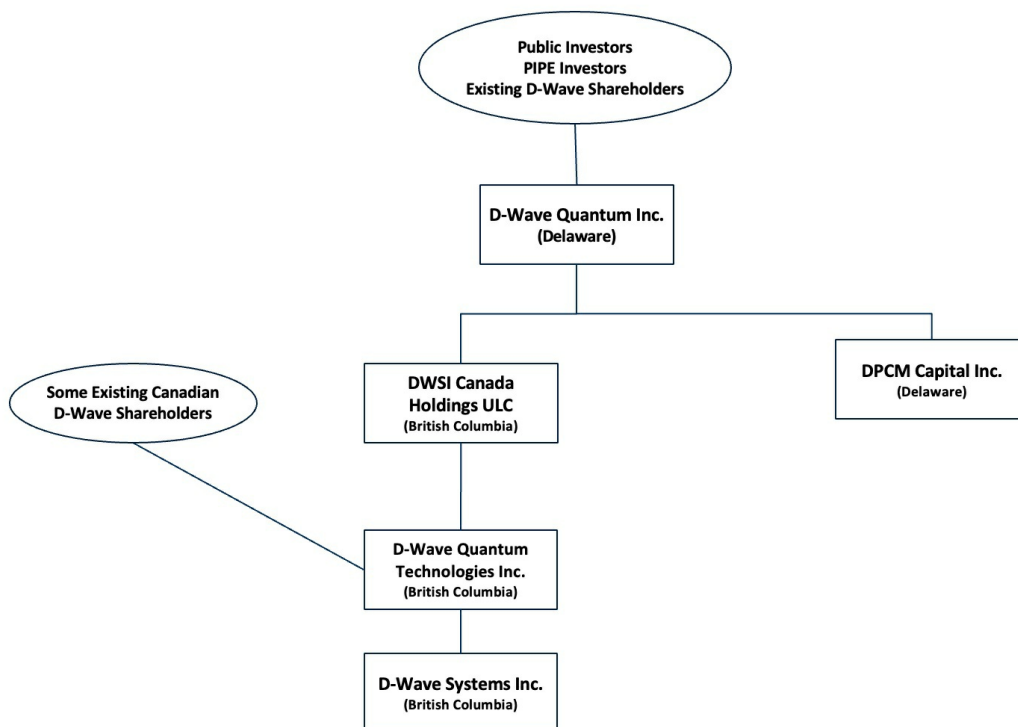 Public Investors
PIPE Investors
Existing D-Wave Shareholders
D-Wave Quantum Inc.
(Delaware)
DWSI Canada
Holdings ULC
(British Columbia)
DPCM Capital Inc.
(Delaware)
Some Existing Canadian
D-Wave Shareholders
D-Wave Quantum
Technologies Inc.
(British Columbia)
D-Wave Systems Inc.
(British Columbia)